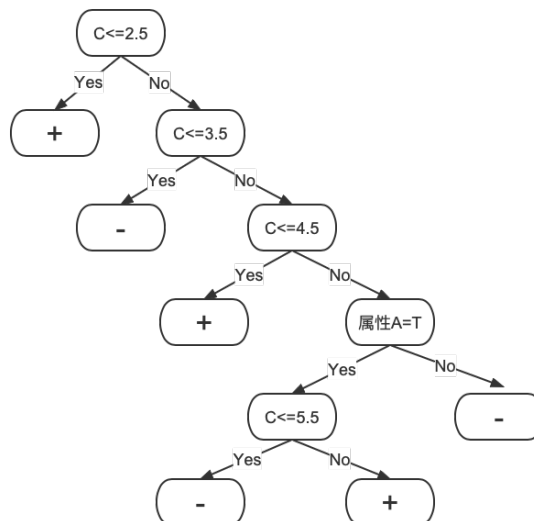 C<=2.5
Yes
No
+
C<=3.5
Yes
No
-
C<=4.5
Yes
No
+
属性A=T
Yes
No
C<=5.5
-
Yes
No
-
+